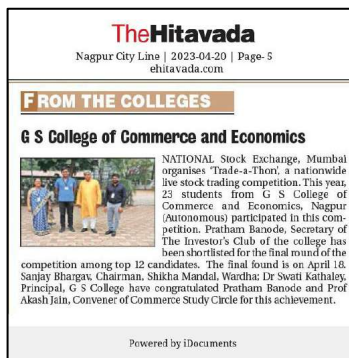 TheHitavada
Nagpur City Line | 2023-04-20 | Page- 5
ehitavada.com
FROM THE COLLEGES
G S College of Commerce and Economics
NATIONAL Stock Exchange, Mumbai
organises 'Trade-a-Thon', a nationwide
live stock trading competition. This year,
23 students from G S College of
Commerce and Economics, Nagpur
(Autonomous) participated in this com-
petition. Pratham Banode, Secretary of
The Investor's Club of the college has
been shortlisted for the final round of the
competition among top 12 candidates. The final found is on April 18.
Sanjay Bhargav, Chairman, Shikha Mandal, Wardha; Dr Swati Kathaley,
Principal, G S College have congratulated Pratham Banode and Prof
Akash Jain, Convener of Commerce Study Circle for this achievement.
Powered by iDocuments